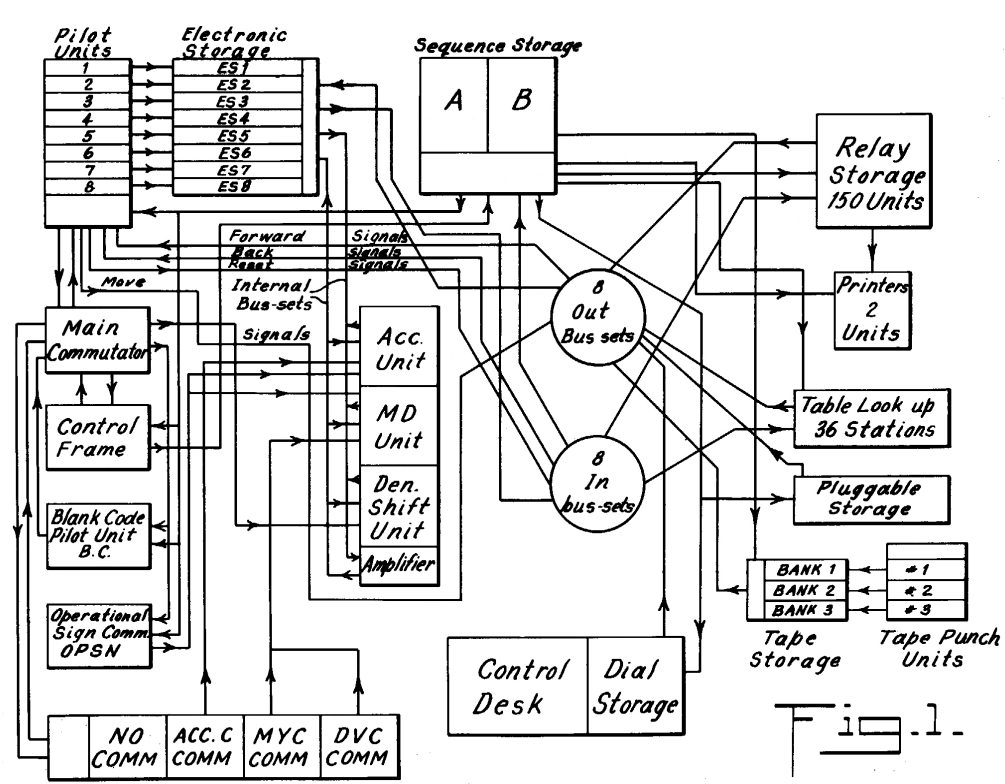 Pilot
Units
1
2
3
4
5
6
7
8
Electronic
Storage
ES1
ES2
ES3
ES4
ES5
ES6
ES7
ES8
Sequence Storage
A
B
Relay
Storage
150 Units
Printers
2
Units
Forward Signals
Back Signals
Reset Signals
Move
Signals
Internal
Bus-sets
8
Out
Bus sets
8
In
bus-sets
Main
Commutator
Control
Frame
Blank Code
Pilot Unit
B.C.
Operational
Sign Comm.
OPSN
Acc.
Unit
MD
Unit
Den.
Shift
Unit
Amplifier
Table Look up
36 Stations
Pluggable
Storage
BANK 1
BANK 2
BANK 3
Tape
Storage
#1
#2
#3
Tape Punch
Units
Control
Desk
Dial
Storage
NO
COMM
ACC. C
COMM
MYC
COMM
DVC
COMM
Fig. 1.